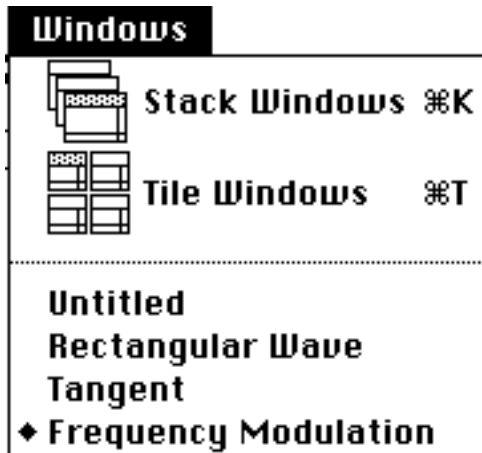 Windows
Stack Windows ⌘K
Tile Windows ⌘T
Untitled
Rectangular Wave
Tangent
◆ Frequency Modulation